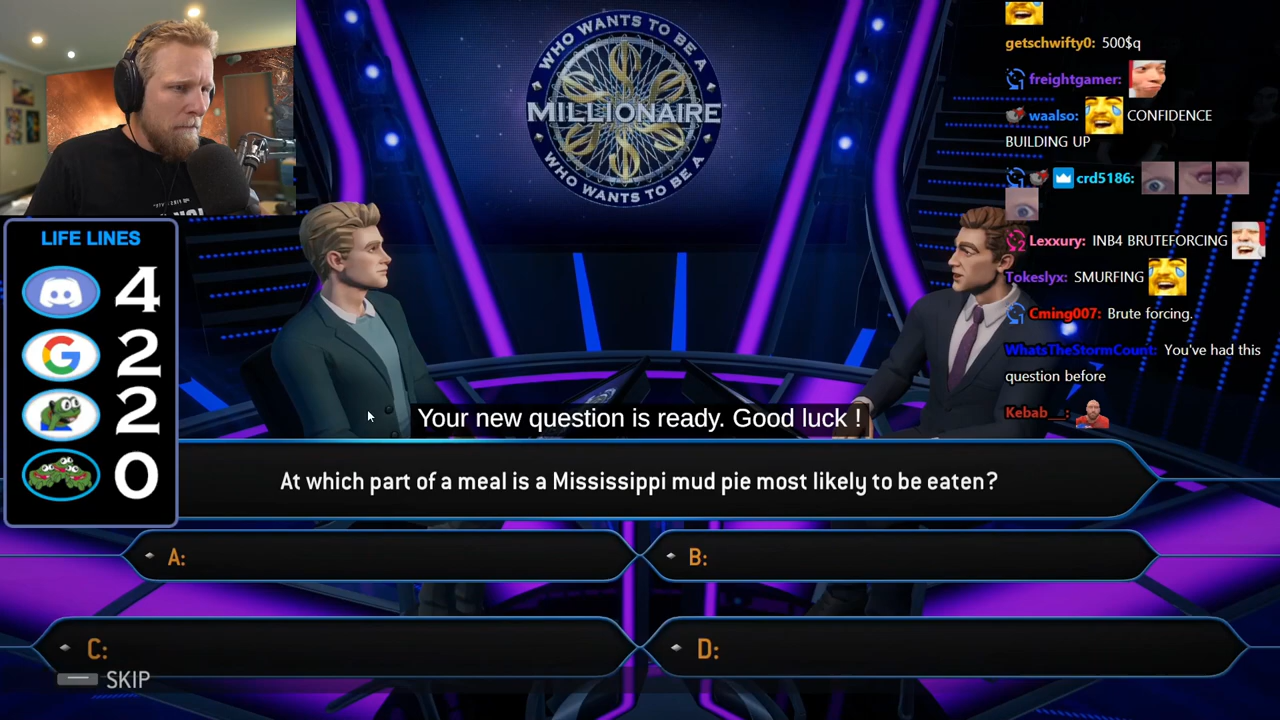 WHO WANTS TO BE A
MILLIONAIRE
WHO WANTS TO BE A
LIFE LINES
4
2
2
0
getschwifty0: 500$q
freightgamer:
waalso: CONFIDENCE
BUILDING UP
crd5186:
Lexxury: INB4 BRUTEFORCING
Tokeslyx: SMURFING
Cming007: Brute forcing.
WhatsTheStormCount: You've had this
question before
Kebab__:
Your new question is ready. Good luck !
At which part of a meal is a Mississippi mud pie most likely to be eaten?
A:
B:
C:
D:
SKIP